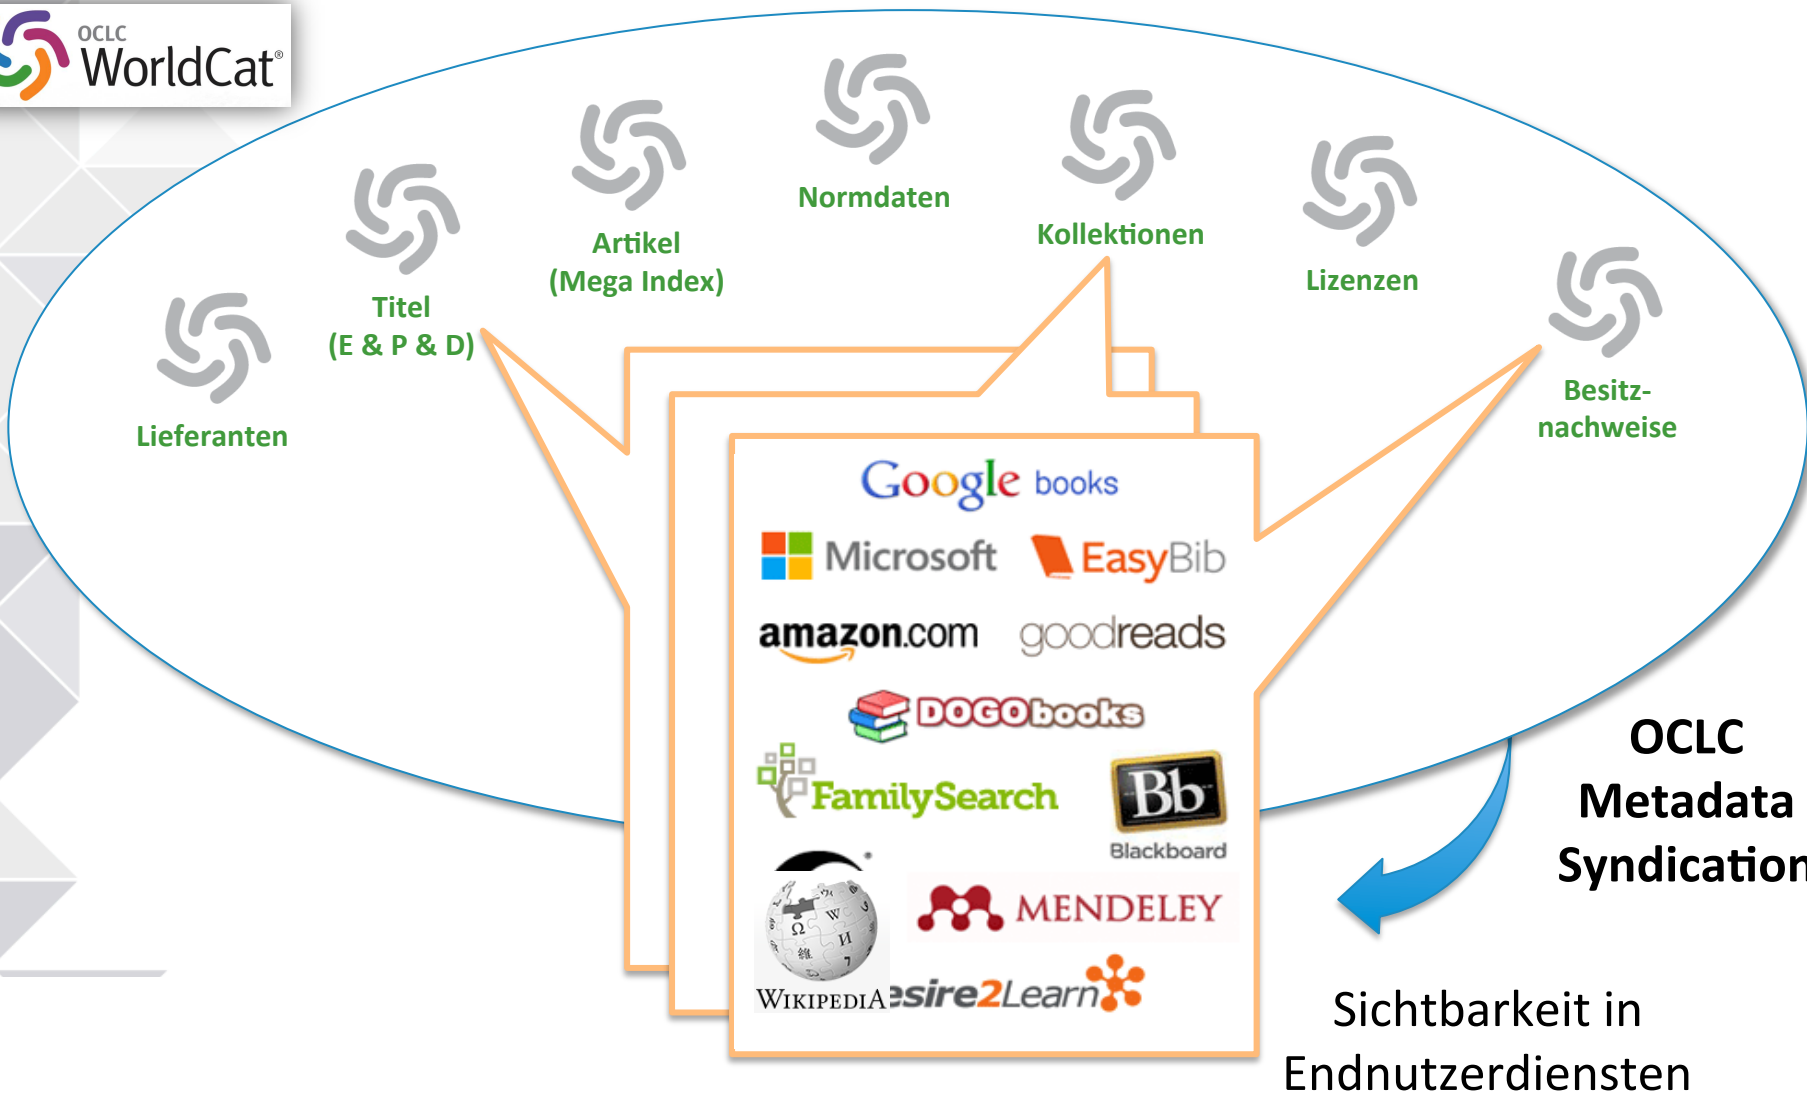 OCLC
WorldCat®
Normdaten
Kollektionen
Artikel
(Mega Index)
Lizenzen
Titel
(E & P & D)
Besitz-
nachweise
Lieferanten
Google books
Microsoft
EasyBib
amazon.com
goodreads
DOGObooks
FamilySearch
Bb
Blackboard
WIKIPEDIA
MENDELEY
esire2Learn
OCLC
Metadata
Syndication
Sichtbarkeit in
Endnutzerdiensten